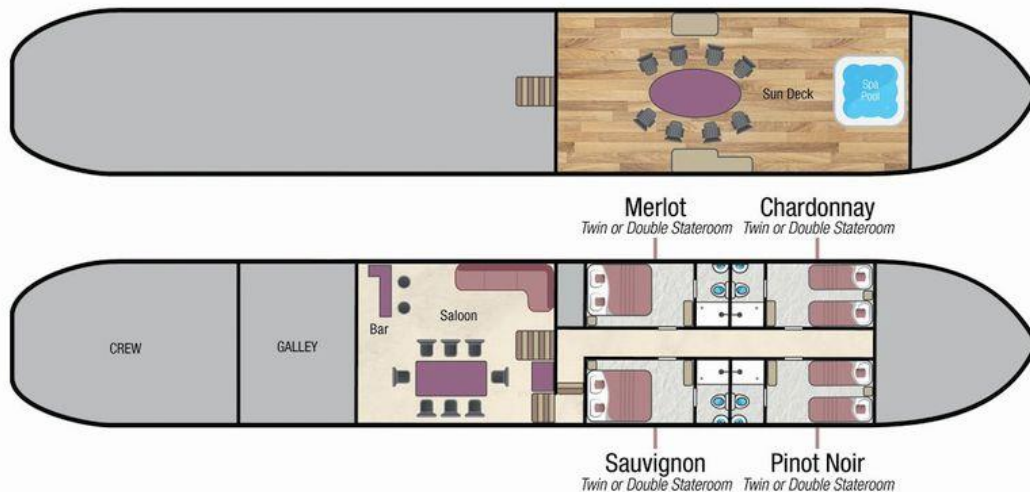 Sun Deck
Spa
Pool
Merlot
Twin or Double Stateroom
Chardonnay
Twin or Double Stateroom
CREW
GALLEY
Bar
Saloon
Sauvignon
Twin or Double Stateroom
Pinot Noir
Twin or Double Stateroom